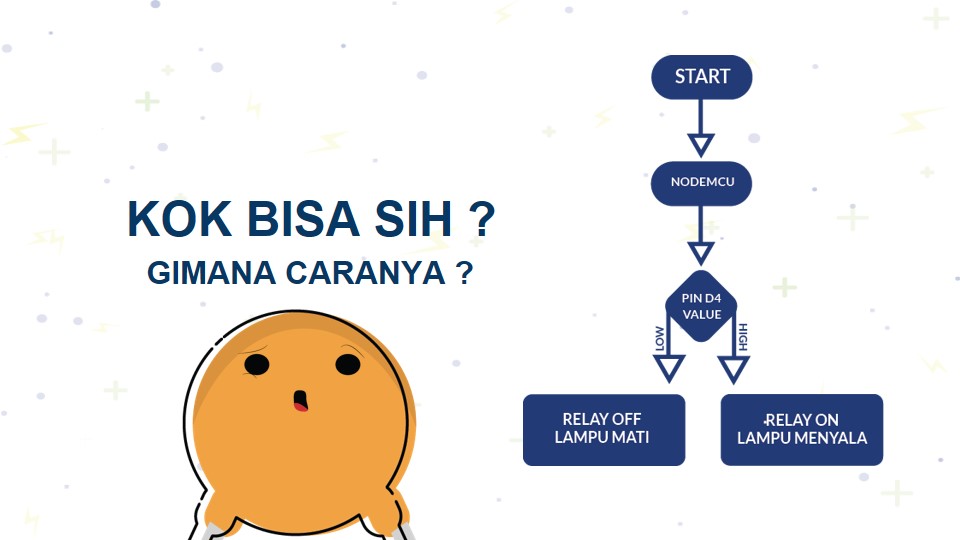 KOK BISA SIH ?
GIMANA CARANYA ?
START
NODEMCU
PIN D4
VALUE
LOW
HIGH
RELAY OFF
LAMPU MATI
RELAY ON
LAMPU MENYALA